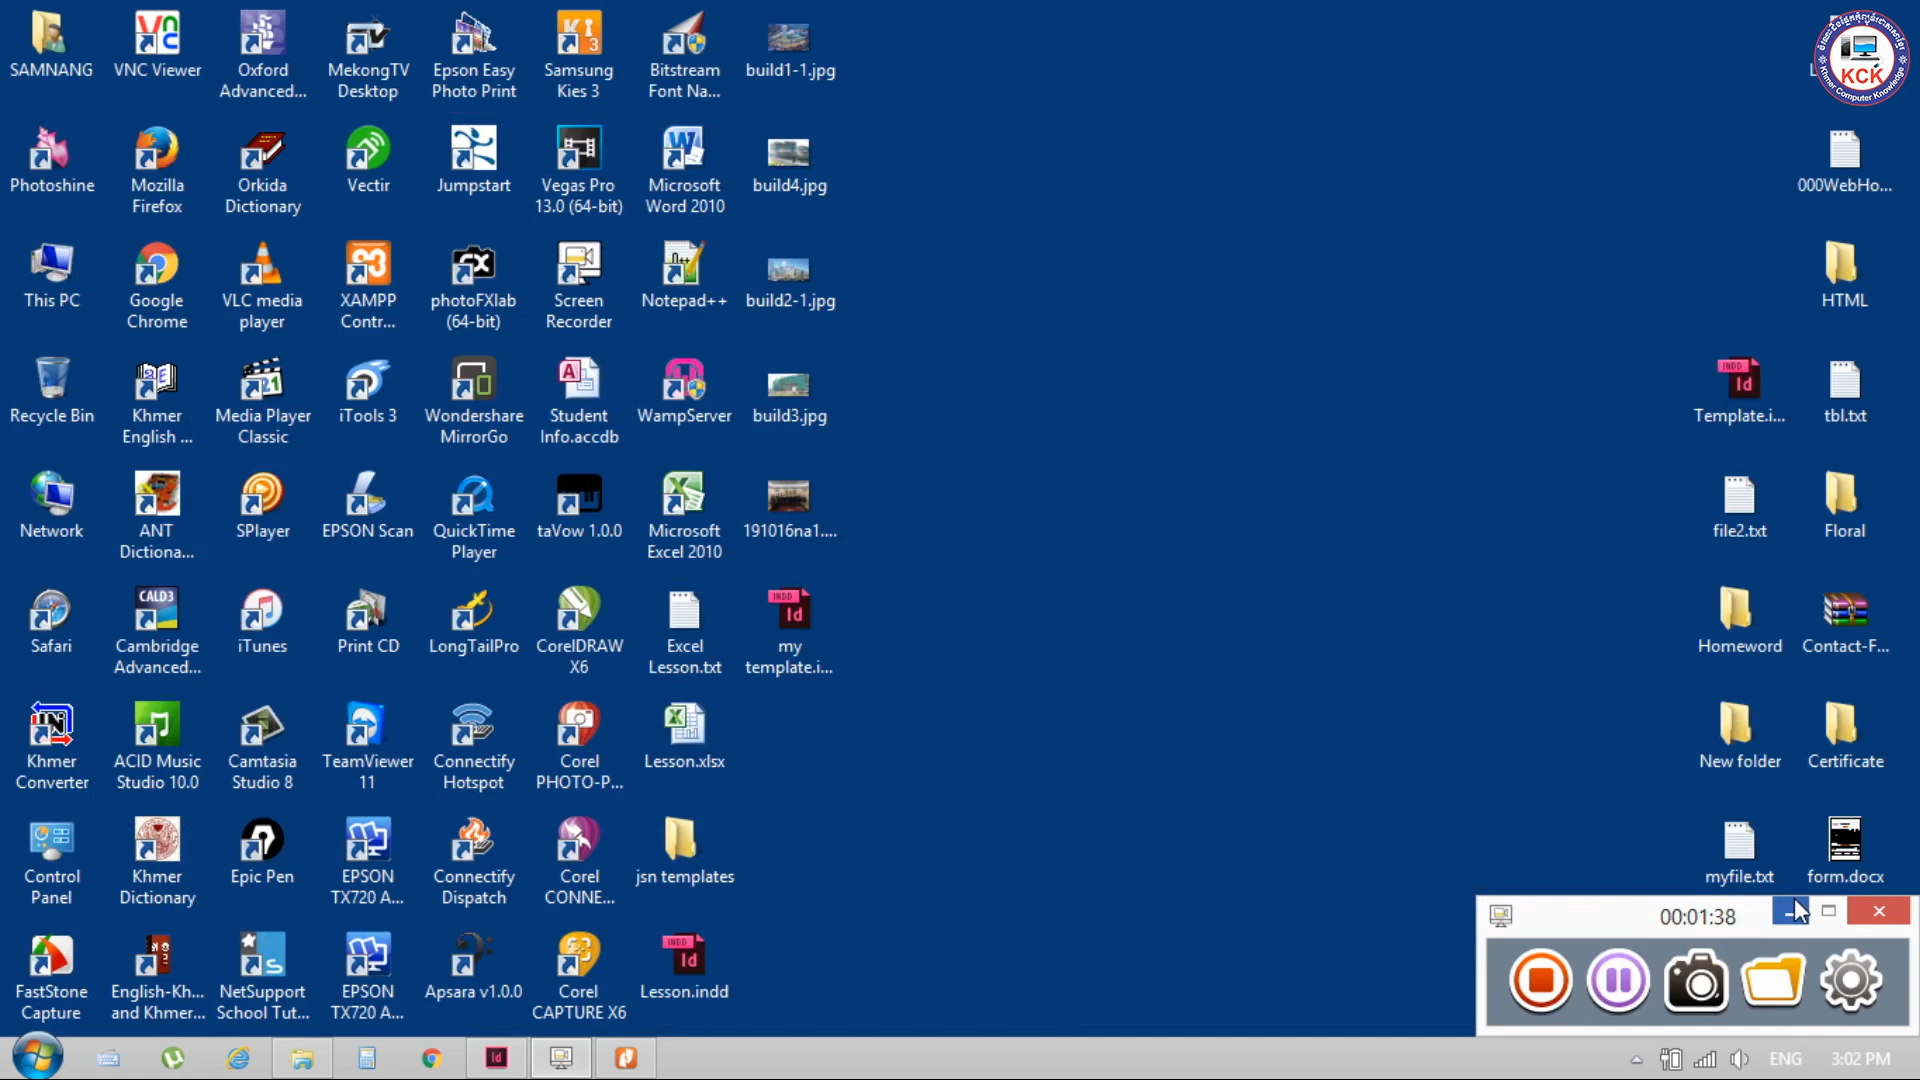 SAMNANG
VNC Viewer
Oxford
Advanced...
MekongTV
Desktop
Epson Easy
Photo Print
Samsung
Kies 3
Bitstream
Font Na...
build1-1.jpg
KCK
Khmer Computer Knowledge
Photoshine
Mozilla
Firefox
Orkida
Dictionary
Vectir
Jumpstart
Vegas Pro
13.0 (64-bit)
Microsoft
Word 2010
build4.jpg
000WebHo...
This PC
Google
Chrome
VLC media
player
XAMPP
Contr...
photoFXlab
(64-bit)
Screen
Recorder
Notepad++
build2-1.jpg
HTML
Recycle Bin
Khmer
English ...
Media Player
Classic
iTools 3
Wondershare
MirrorGo
Student
Info.accdb
WampServer
build3.jpg
Template.i...
tbl.txt
Network
ANT
Dictiona...
SPlayer
EPSON Scan
QuickTime
Player
taVow 1.0.0
Microsoft
Excel 2010
191016na1....
file2.txt
Floral
Safari
Cambridge
Advanced...
iTunes
Print CD
LongTailPro
CorelDRAW
X6
Excel
Lesson.txt
my
template.i...
Homeword
Contact-F...
Khmer
Converter
ACID Music
Studio 10.0
Camtasia
Studio 8
TeamViewer
11
Connectify
Hotspot
Corel
PHOTO-P...
Lesson.xlsx
New folder
Certificate
Control
Panel
Khmer
Dictionary
Epic Pen
EPSON
TX720 A...
Connectify
Dispatch
Corel
CONNE...
jsn templates
myfile.txt
form.docx
FastStone
Capture
English-Kh...
and Khmer...
NetSupport
School Tut...
EPSON
TX720 A...
Apsara v1.0.0
Corel
CAPTURE X6
Lesson.indd
00:01:38
ENG
3:02 PM